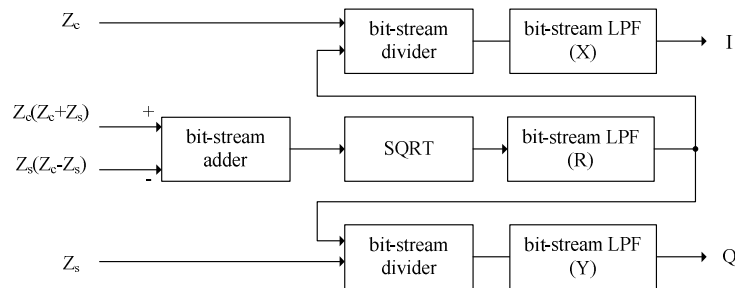 Z_c
bit-stream
divider
bit-stream LPF
(X)
I
Z_c(Z_c+Z_s)
+
bit-stream
adder
SQRT
bit-stream LPF
(R)
Z_s(Z_c-Z_s)
-
bit-stream
divider
bit-stream LPF
(Y)
Q
Z_s